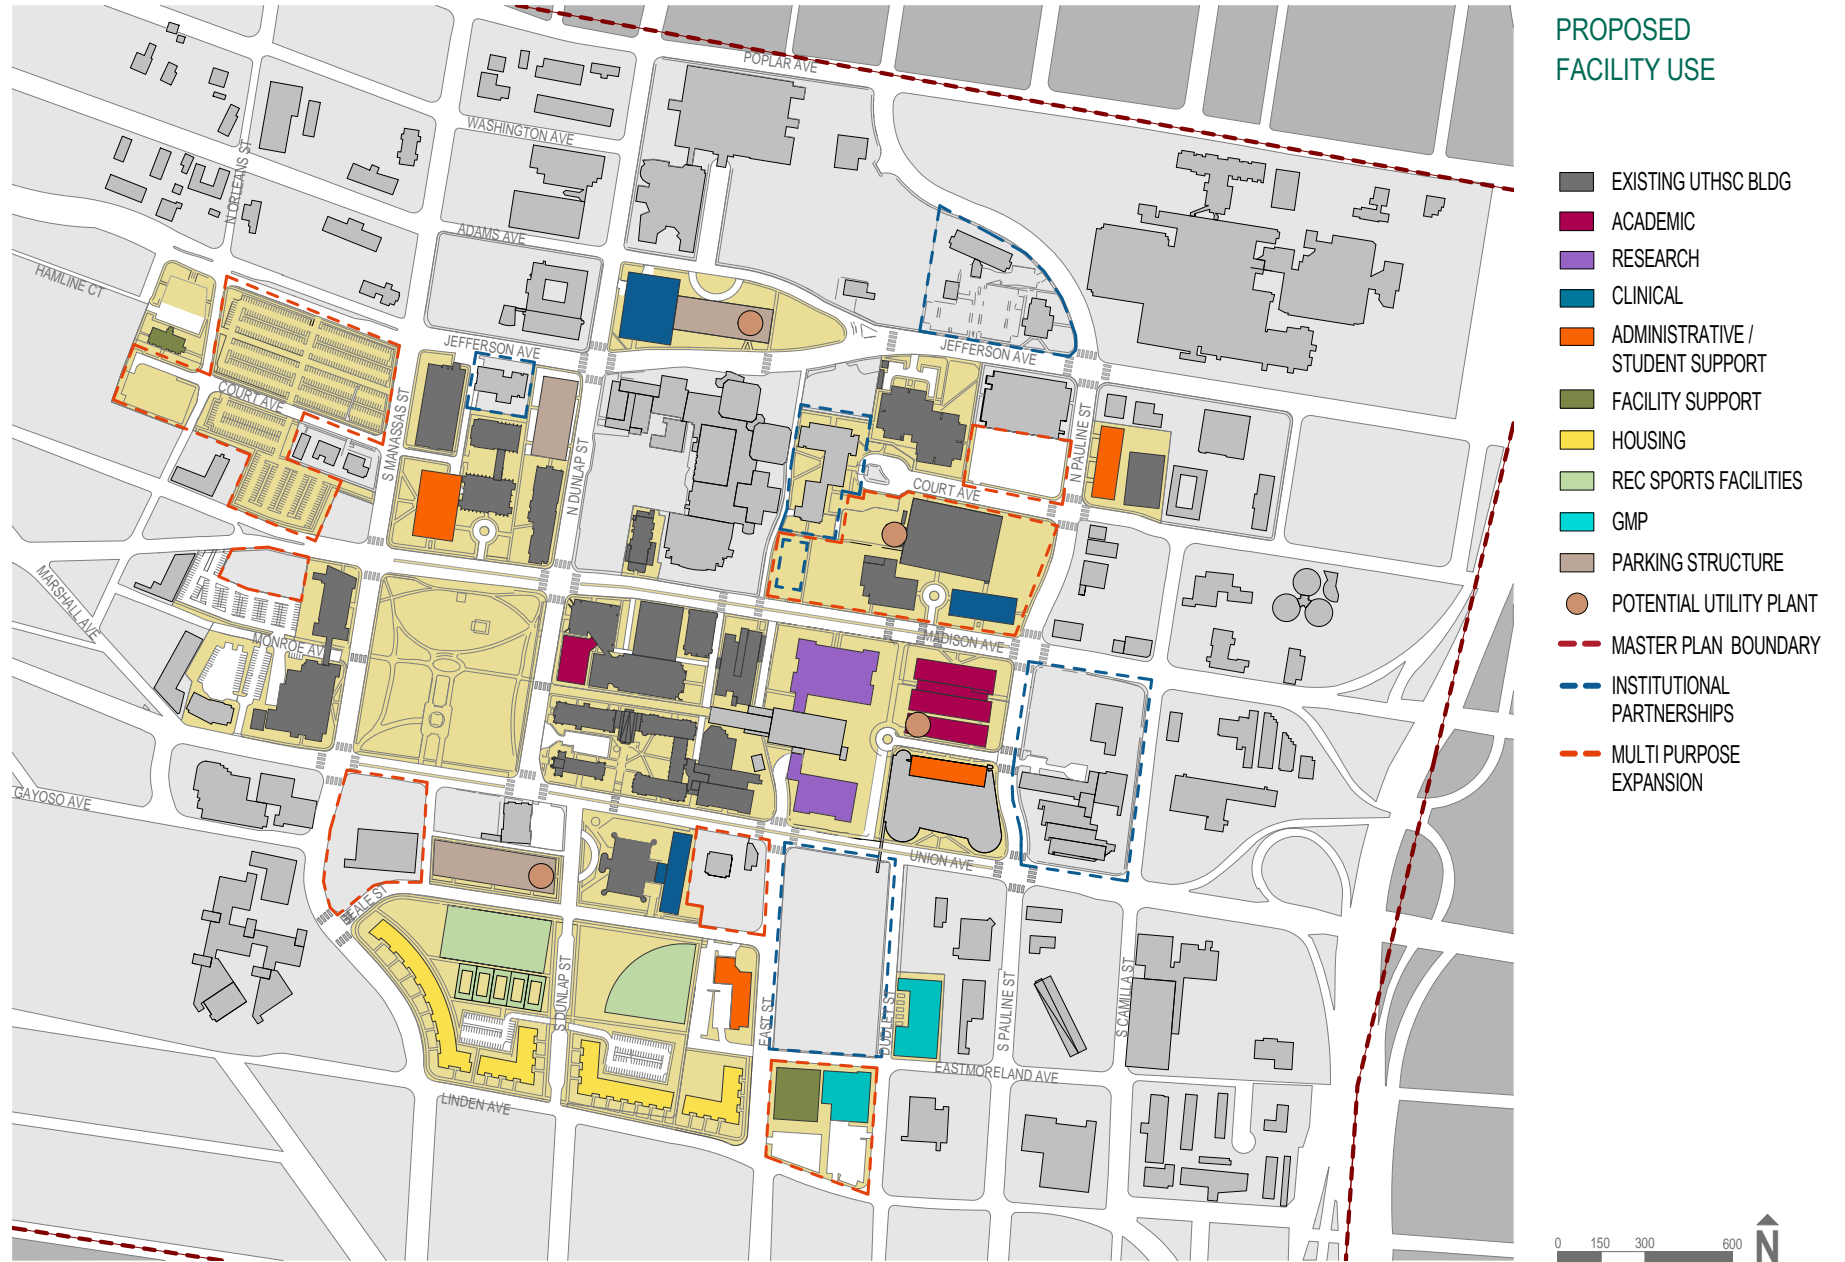 PROPOSED
FACILITY USE
EXISTING UTHSC BLDG
ACADEMIC
RESEARCH
CLINICAL
ADMINISTRATIVE /
STUDENT SUPPORT
FACILITY SUPPORT
HOUSING
REC SPORTS FACILITIES
GMP
PARKING STRUCTURE
POTENTIAL UTILITY PLANT
MASTER PLAN BOUNDARY
INSTITUTIONAL
PARTNERSHIPS
MULTI PURPOSE
EXPANSION
0 150 300 600
N
POPLAR AVE
WASHINGTON AVE
N ORLEANS ST
ADAMS AVE
HAMLINE CT
JEFFERSON AVE
JEFFERSON AVE
COURT AVE
S MANASSAS ST
N DUNLAP ST
N PAULINE ST
COURT AVE
MARSHALL AVE
MONROE AV
MADISON AVE
GAYOSO AVE
UNION AVE
BEALE ST
S DUNLAP ST
EAST ST
DUDLEY ST
S PAULINE ST
S CAMILLA ST
EASTMORELAND AVE
LINDEN AVE